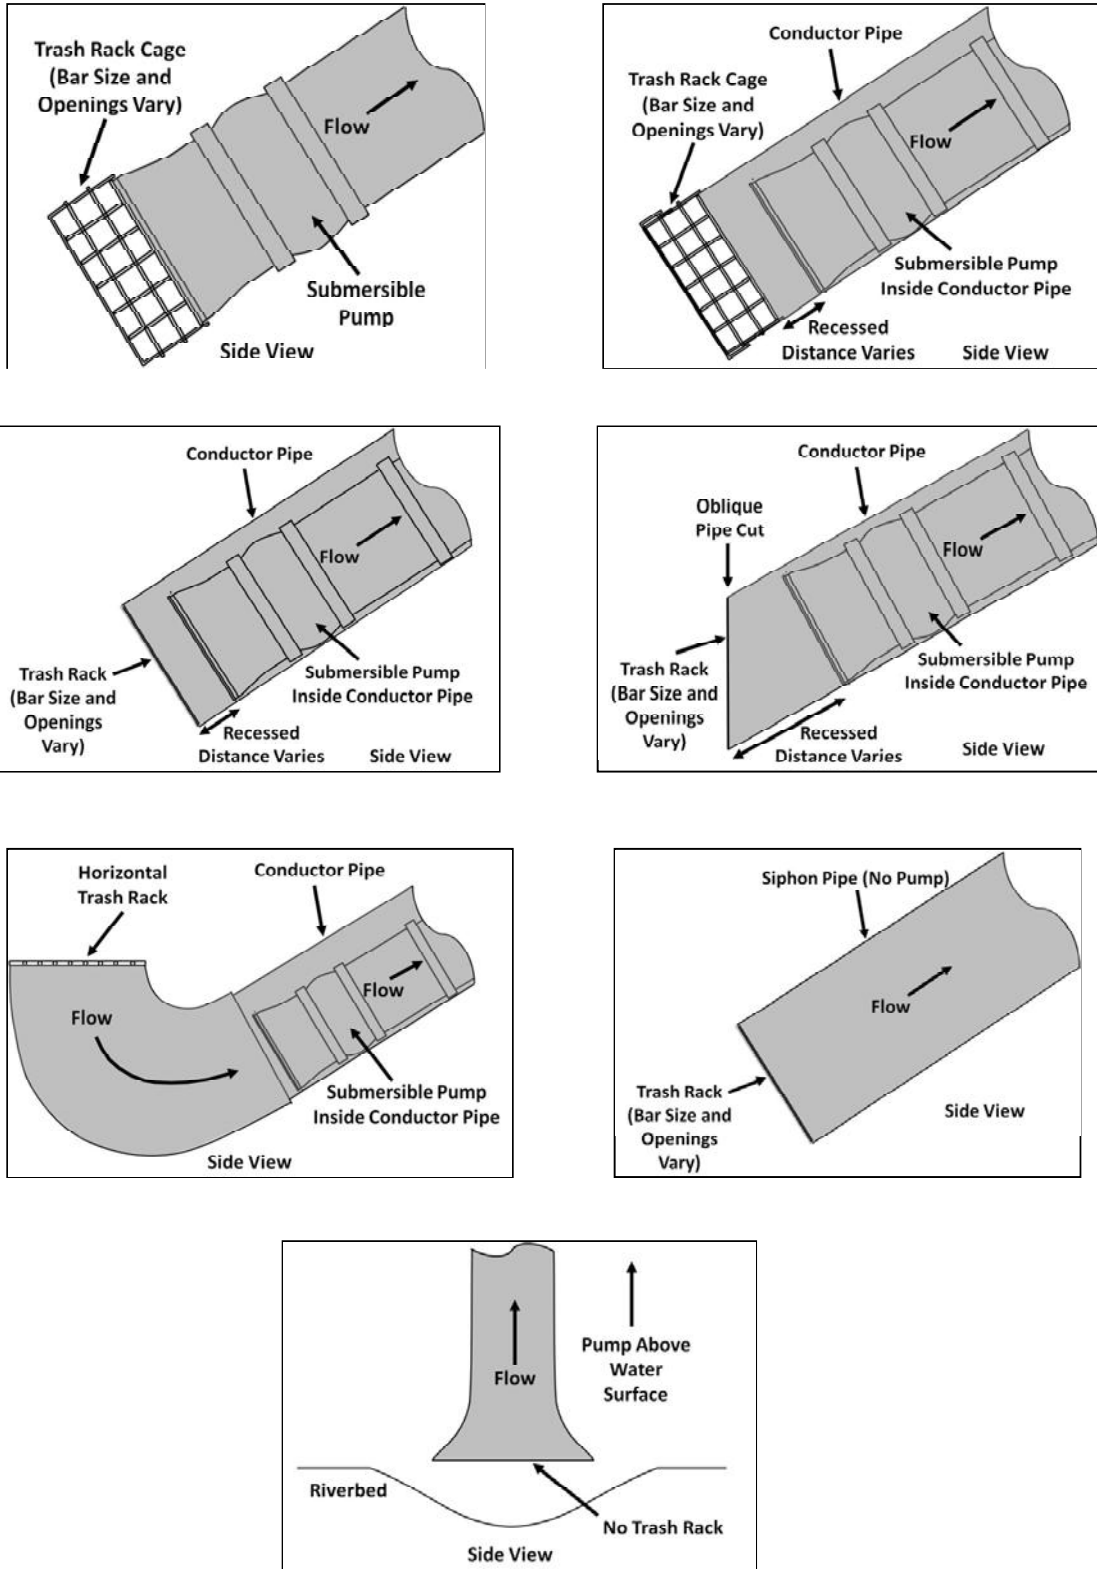 Trash Rack Cage
(Bar Size and
Openings Vary)
Flow
Submersible
Pump
Side View
Conductor Pipe
Trash Rack Cage
(Bar Size and
Openings Vary)
Flow
Submersible Pump
Inside Conductor Pipe
Recessed
Distance Varies
Side View
Conductor Pipe
Flow
Trash Rack
(Bar Size and
Openings
Vary)
Submersible Pump
Inside Conductor Pipe
Recessed
Distance Varies
Side View
Conductor Pipe
Oblique
Pipe Cut
Flow
Trash Rack
(Bar Size and
Openings
Vary)
Submersible Pump
Inside Conductor Pipe
Recessed
Distance Varies
Side View
Horizontal
Trash Rack
Conductor Pipe
Flow
Flow
Submersible Pump
Inside Conductor Pipe
Side View
Siphon Pipe (No Pump)
Flow
Trash Rack
(Bar Size and
Openings
Vary)
Side View
Pump Above
Water
Surface
Flow
Riverbed
No Trash Rack
Side View